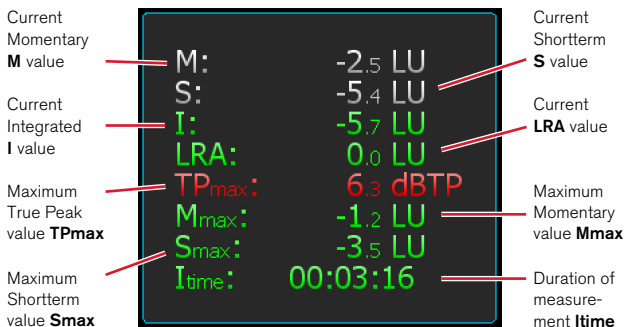 Current
Momentary
M value
Current
Integrated
I value
Maximum
True Peak
value TPmax
Maximum
Shortterm
value Smax
M: -2.5 LU
S: -5.4 LU
I: -5.7 LU
LRA: 0.0 LU
TPmax: 6.3 dBTP
Mmax: -1.2 LU
Smax: -3.5 LU
Itime: 00:03:16
Current
Shortterm
S value
Current
LRA value
Maximum
Momentary
value Mmax
Duration of
measure-
ment Itime